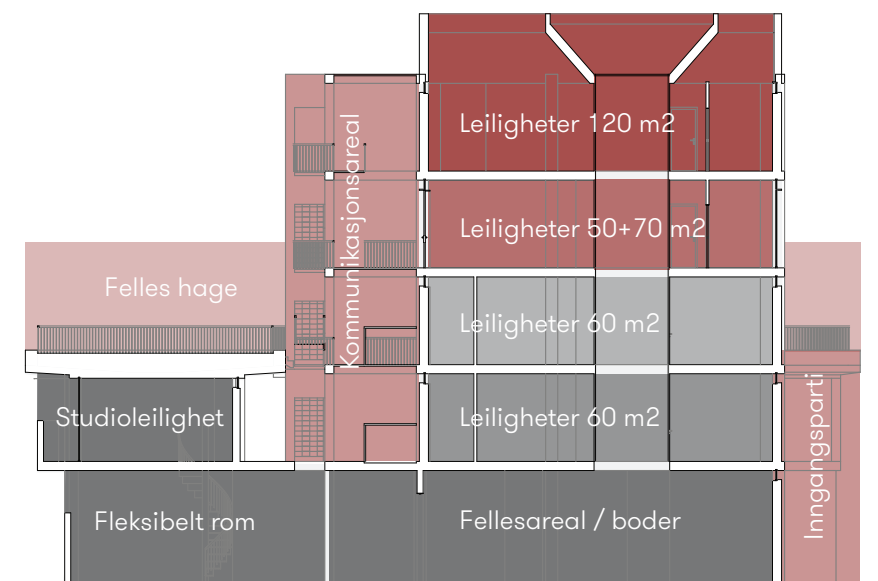 Leiligheter 120 m2
Kommunikasjonsareal
Leiligheter 50+70 m2
Felles hage
Leiligheter 60 m2
Studioleilighet
Leiligheter 60 m2
Inngangsparti
Fleksibelt rom
Fellesareal / boder